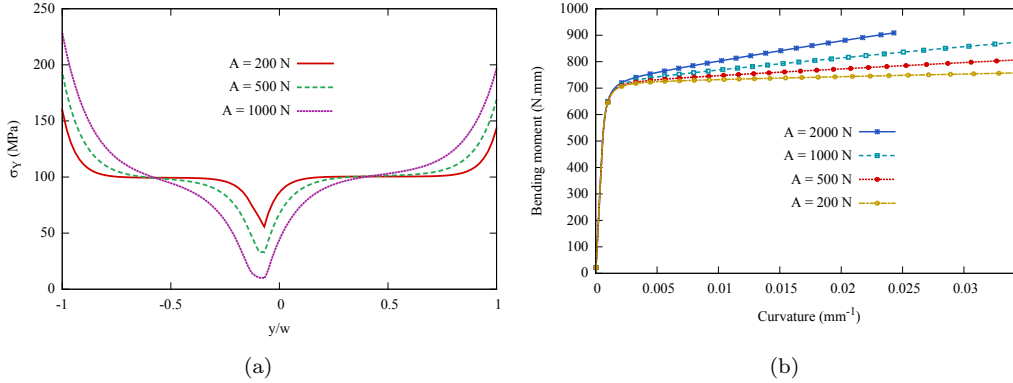 250
200
150
100
50
0
σY (MPa)
A = 200 N
A = 500 N
A = 1000 N
-1
-0.5
0
0.5
1
y/w
(a)
1000
900
800
700
600
500
400
300
200
100
0
Bending moment (N.mm)
A = 2000 N
A = 1000 N
A = 500 N
A = 200 N
0
0.005
0.01
0.015
0.02
0.025
0.03
Curvature (mm⁻¹)
(b)